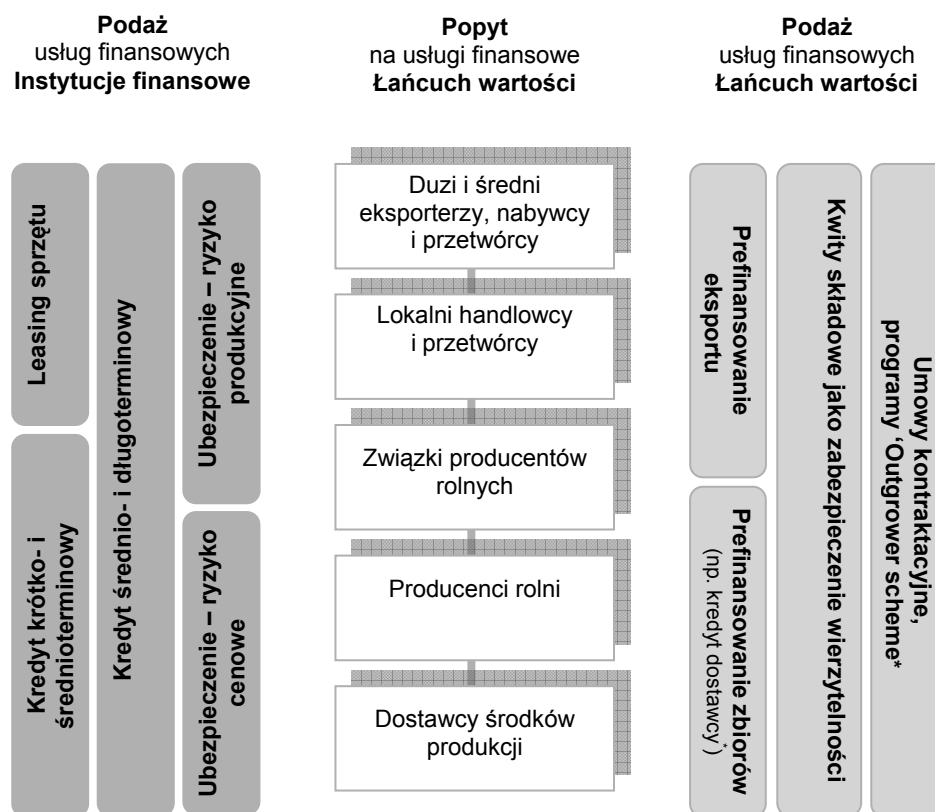 Podaż
usług finansowych
Instytucje finansowe
Popyt
na usługi finansowe
Łańcuch wartości
Podaż
usług finansowych
Łańcuch wartości
Leasing sprzętu
Kredyt krótko- i
średnioterminowy
Kredyt średnio- i długoterminowy
Ubezpieczenie – ryzyko
produkcyjne
Ubezpieczenie – ryzyko
cenowe
Duzi i średni
eksporterzy, nabywcy
i przetwórcy
Lokalni handlowcy
i przetwórcy
Związki producentów
rolnych
Producenci rolni
Dostawcy środków
produkcji
Prefinansowanie
eksportu
Prefinansowanie zbiorów
(np. kredyt dostawcy*)
Kwity składowe jako zabezpieczenie wierzytelności
Umowy kontraktacyjne,
programy ‘Outgrower scheme*